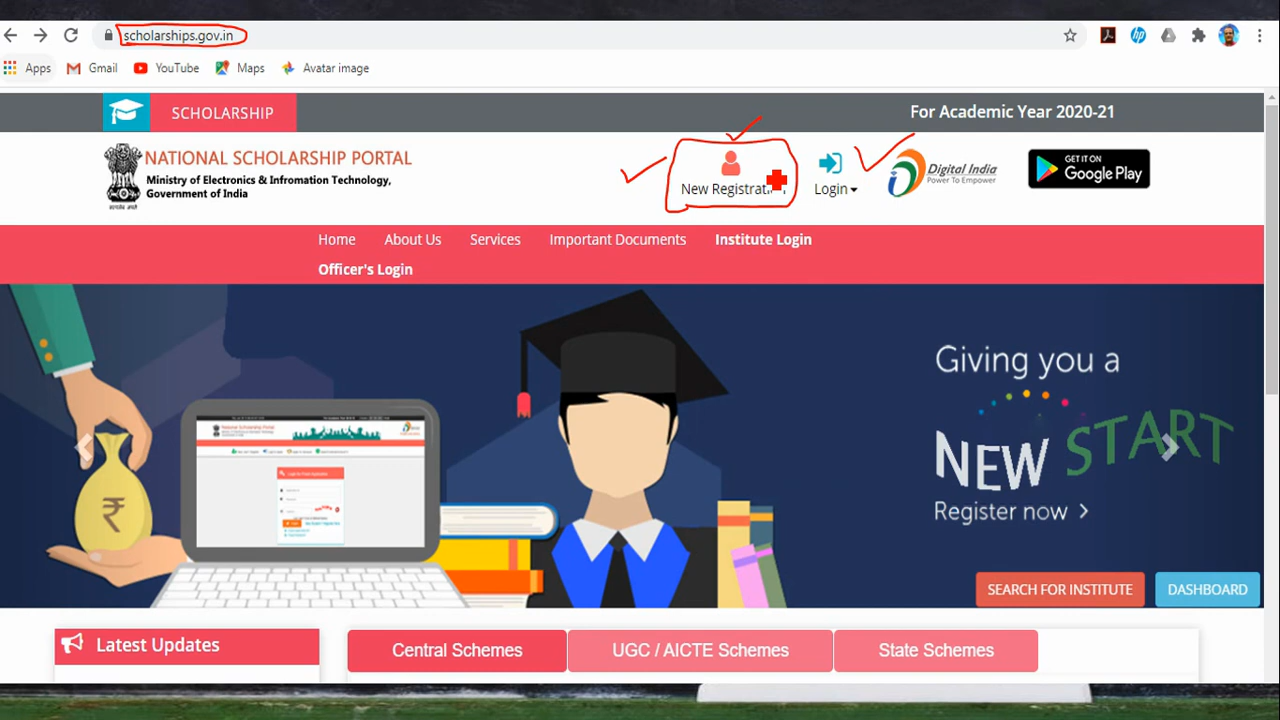 scholarships.gov.in
Apps Gmail YouTube Maps Avatar image
SCHOLARSHIP
For Academic Year 2020-21
NATIONAL SCHOLARSHIP PORTAL
Ministry of Electronics & Infromation Technology,
Government of India
New
Login
Digital India
Power To Empower
GET IT ON
Google Play
Home About Us Services Important Documents Institute Login
Officer's Login
Giving you a
NEW START
Register now >
₹
SEARCH FOR INSTITUTE DASHBOARD
Latest Updates
Central Schemes UGC / AICTE Schemes State Schemes